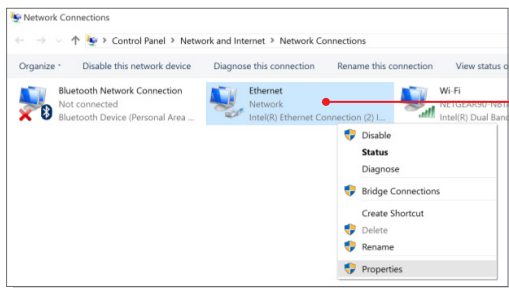 Network Connections
Control Panel > Network and Internet > Network Connections
Organize Disable this network device Diagnose this connection Rename this connection View status o
Bluetooth Network Connection
Not connected
Bluetooth Device (Personal Area ...
Ethernet
Network
Intel(R) Ethernet Connection (2) I...
Wi-Fi
Intel(R) Dual Band
Disable
Status
Diagnose
Bridge Connections
Create Shortcut
Delete
Rename
Properties